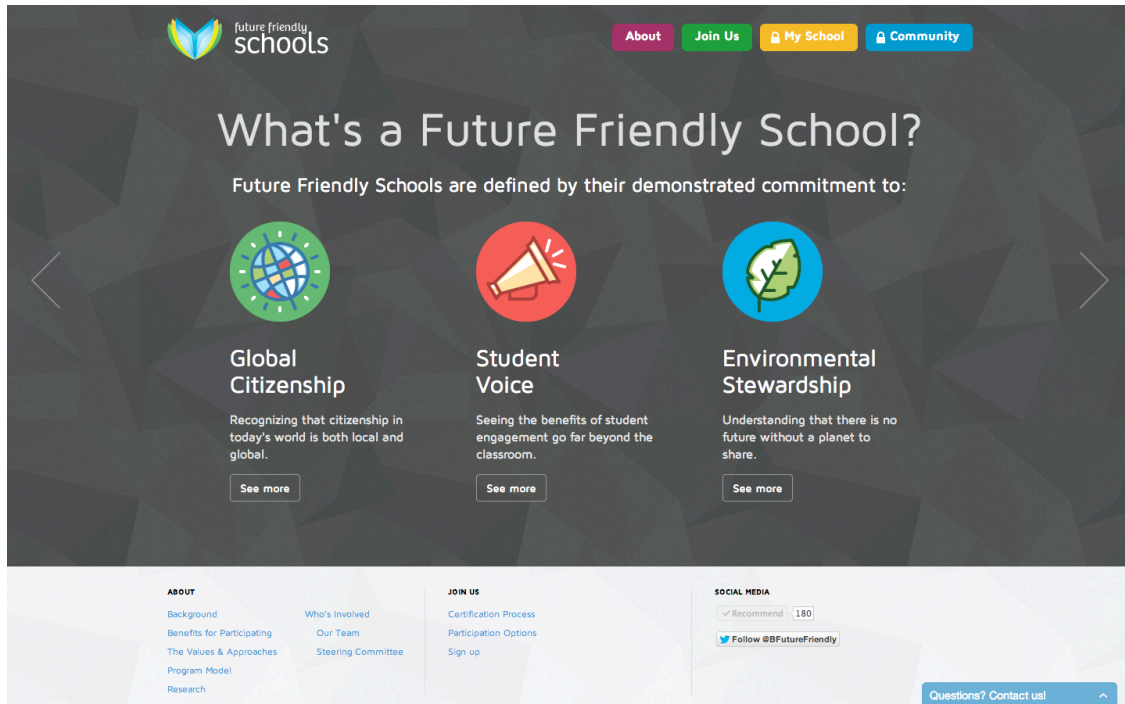 future friendly
schools
About
Join Us
My School
Community
What's a Future Friendly School?
Future Friendly Schools are defined by their demonstrated commitment to:
Global
Citizenship
Recognizing that citizenship in
today's world is both local and
global.
See more
Student
Voice
Seeing the benefits of student
engagement go far beyond the
classroom.
See more
Environmental
Stewardship
Understanding that there is no
future without a planet to
share.
See more
ABOUT
Background
Benefits for Participating
The Values & Approaches
Program Model
Research
Who's Involved
Our Team
Steering Committee
JOIN US
Certification Process
Participation Options
Sign up
SOCIAL MEDIA
Recommend 180
Follow @BFutureFriendly
Questions? Contact us!